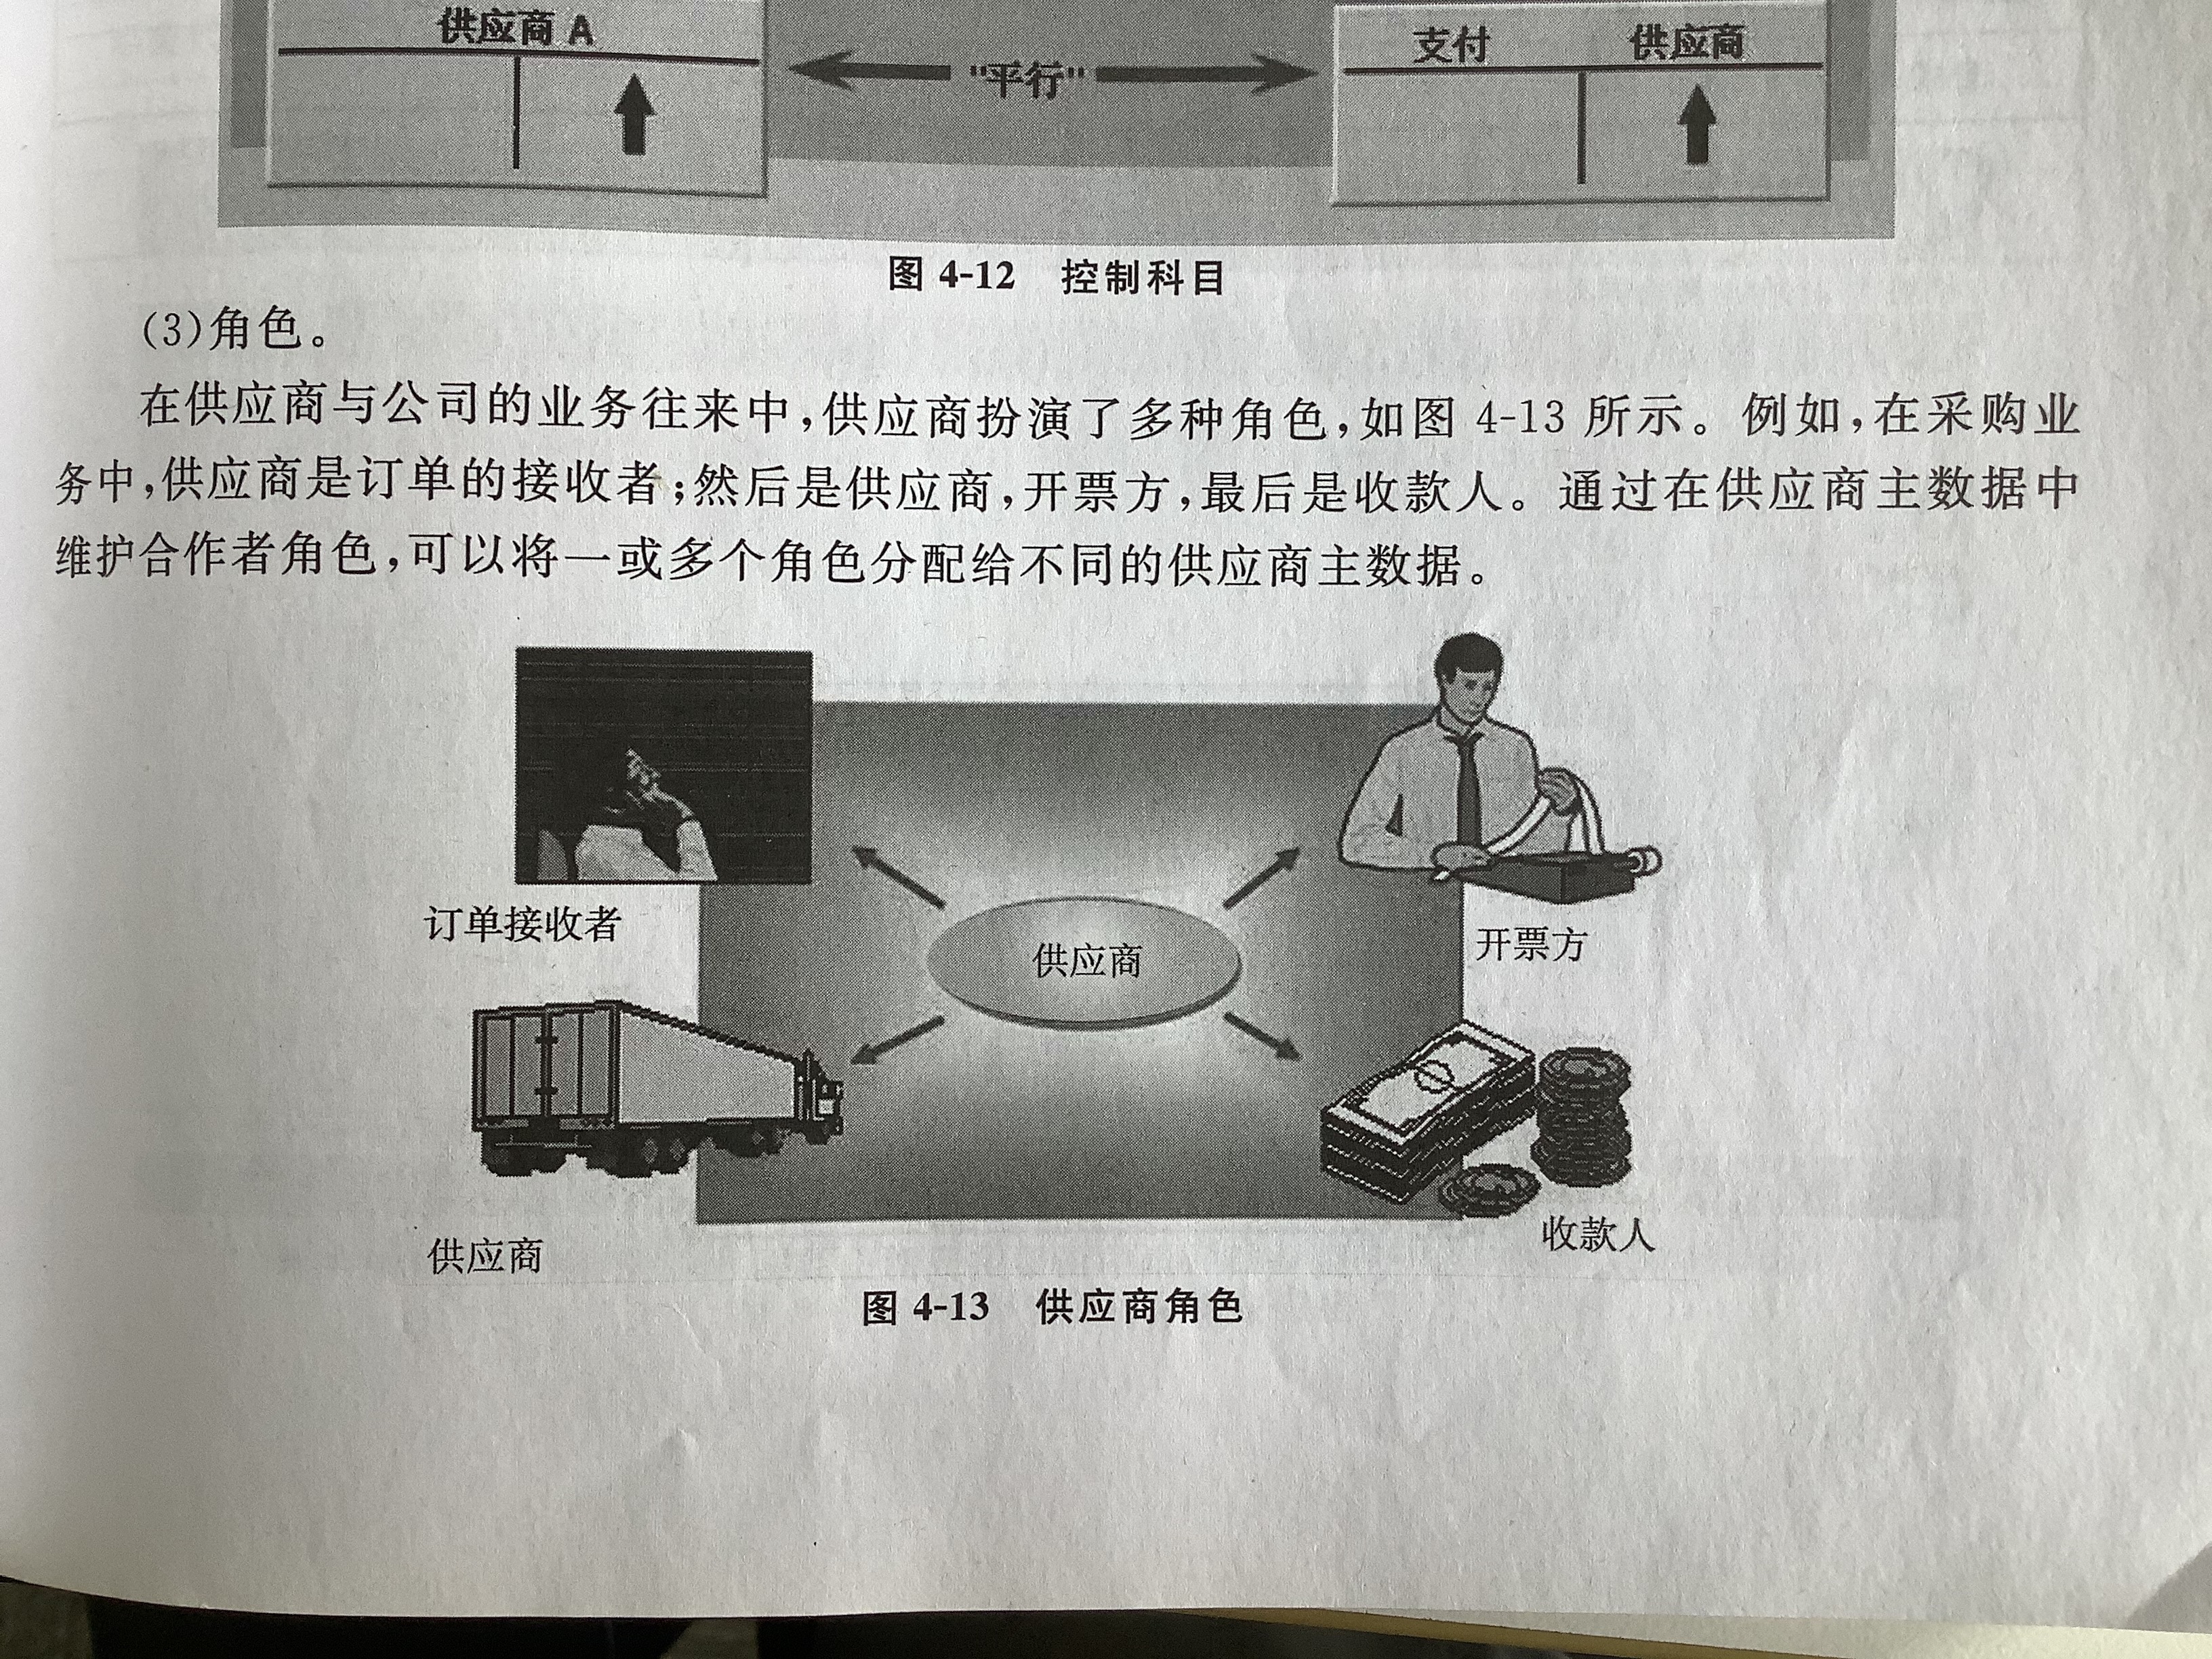 供应商 A
"平行"
支付 供应商
图 4-12 控制科目
(3)角色。
在供应商与公司的业务往来中,供应商扮演了多种角色,如图 4-13 所示。例如,在采购业
务中,供应商是订单的接收者;然后是供应商,开票方,最后是收款人。通过在供应商主数据中
维护合作者角色,可以将一或多个角色分配给不同的供应商主数据。
订单接收者
开票方
供应商
供应商
收款人
图 4-13 供应商角色